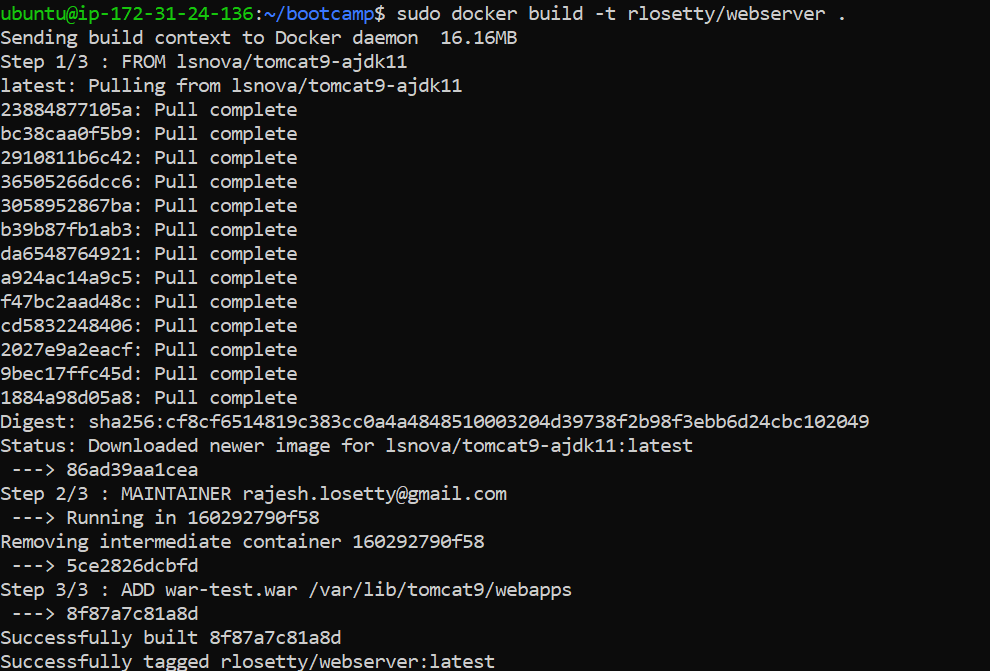 ubuntu@ip-172-31-24-136:~/bootcamp$ sudo docker build -t rlosetty/webserver .
Sending build context to Docker daemon  16.16MB
Step 1/3 : FROM lsnova/tomcat9-ajdk11
latest: Pulling from lsnova/tomcat9-ajdk11
23884877105a: Pull complete
bc38caa0f5b9: Pull complete
2910811b6c42: Pull complete
36505266dcc6: Pull complete
3058952867ba: Pull complete
b39b87fb1ab3: Pull complete
da6548764921: Pull complete
a924ac14a9c5: Pull complete
f47bc2aad48c: Pull complete
cd5832248406: Pull complete
2027e9a2eacf: Pull complete
9bec17ffc45d: Pull complete
1884a98d05a8: Pull complete
Digest: sha256:cf8cf6514819c383cc0a4a4848510003204d39738f2b98f3ebb6d24cbc102049
Status: Downloaded newer image for lsnova/tomcat9-ajdk11:latest
 ---> 86ad39aa1cea
Step 2/3 : MAINTAINER rajesh.losetty@gmail.com
 ---> Running in 160292790f58
Removing intermediate container 160292790f58
 ---> 5ce2826dcbfd
Step 3/3 : ADD war-test.war /var/lib/tomcat9/webapps
 ---> 8f87a7c81a8d
Successfully built 8f87a7c81a8d
Successfully tagged rlosetty/webserver:latest